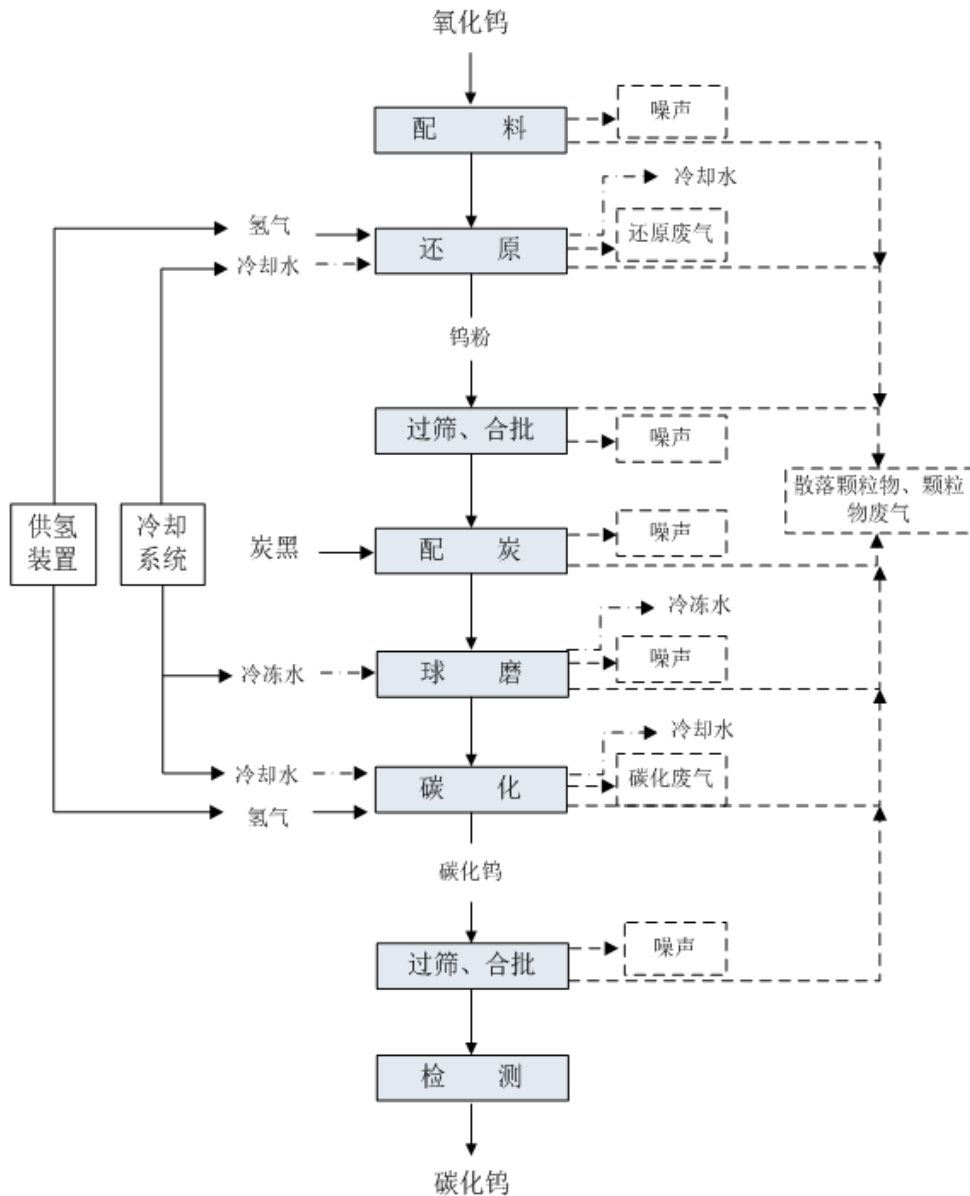 氧化钨
配 料
噪声
冷却水
氢气
还 原
还原废气
冷却水
钨粉
过筛、合批
噪声
散落颗粒物、颗粒
物废气
供氢
装置
冷却
系统
炭黑
配 炭
噪声
冷冻水
球 磨
噪声
冷冻水
冷却水
冷却水
碳 化
碳化废气
氢气
碳化钨
过筛、合批
噪声
检 测
碳化钨